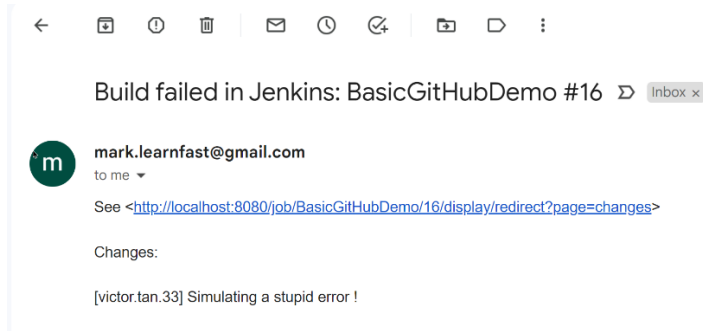 Build failed in Jenkins: BasicGitHubDemo #16 Inbox ×
m
mark.learnfast@gmail.com
to me
See <http://localhost:8080/job/BasicGitHubDemo/16/display/redirect?page=changes>
Changes:
[victor.tan.33] Simulating a stupid error !